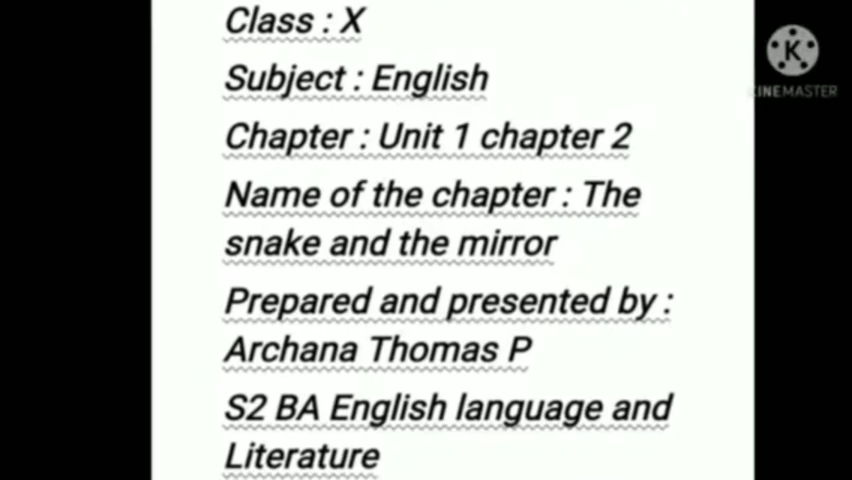 Class : X
Subject : English
Chapter : Unit 1 chapter 2
Name of the chapter : The
snake and the mirror
Prepared and presented by :
Archana Thomas P
S2 BA English language and
Literature
K
KINEMASTER